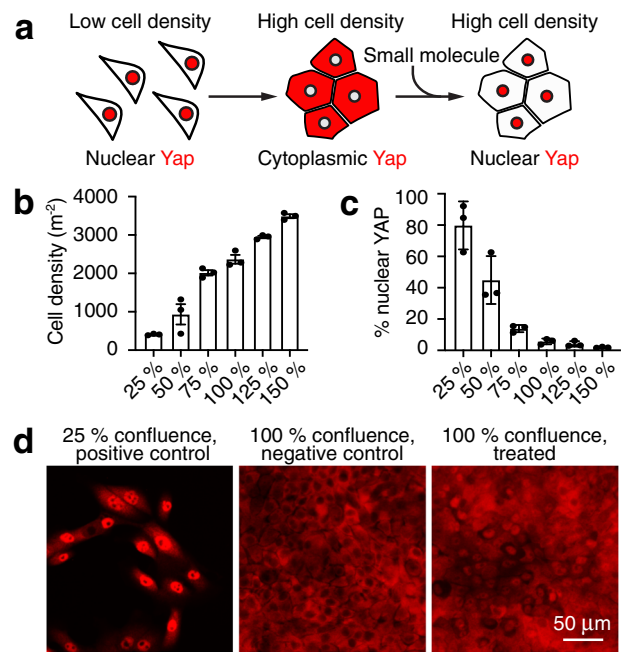 a
Low cell density
High cell density
High cell density
Small molecule
Nuclear Yap
Cytoplasmic Yap
Nuclear Yap
b
Cell density (m⁻²)
4000
3000
2000
1000
0
25 %
50 %
75 %
100 %
125 %
150 %
c
% nuclear YAP
100
80
60
40
20
0
25 %
50 %
75 %
100 %
125 %
150 %
d
25 % confluence,
positive control
100 % confluence,
negative control
100 % confluence,
treated
50 μm